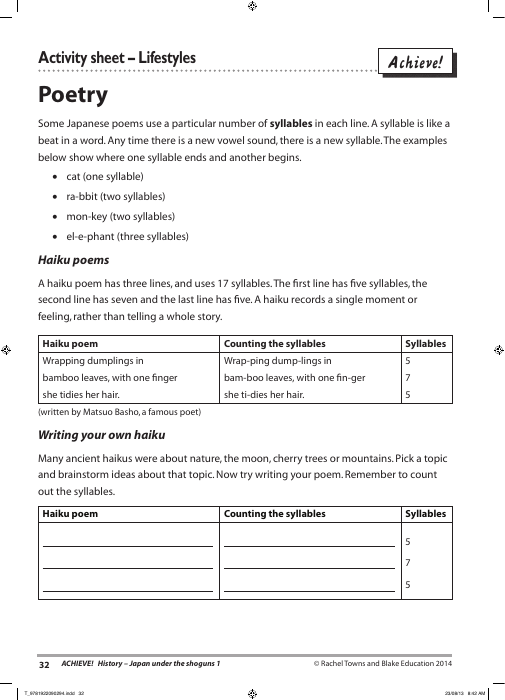 Activity sheet – Lifestyles
Achieve!
Poetry
Some Japanese poems use a particular number of syllables in each line. A syllable is like a
beat in a word. Any time there is a new vowel sound, there is a new syllable. The examples
below show where one syllable ends and another begins.
• cat (one syllable)
• ra-bbit (two syllables)
• mon-key (two syllables)
• el-e-phant (three syllables)
Haiku poems
A haiku poem has three lines, and uses 17 syllables. The first line has five syllables, the
second line has seven and the last line has five. A haiku records a single moment or
feeling, rather than telling a whole story.
Haiku poem Counting the syllables Syllables
Wrapping dumplings in Wrap-ping dump-lings in 5
bamboo leaves, with one finger bam-boo leaves, with one fin-ger 7
she tidies her hair. she ti-dies her hair. 5
(written by Matsuo Basho, a famous poet)
Writing your own haiku
Many ancient haikus were about nature, the moon, cherry trees or mountains. Pick a topic
and brainstorm ideas about that topic. Now try writing your poem. Remember to count
out the syllables.
Haiku poem Counting the syllables Syllables
5
7
5
32 ACHIEVE! History – Japan under the shoguns 1 © Rachel Towns and Blake Education 2014
T_9781922090294.indd 32 23/08/13 8:42 AM